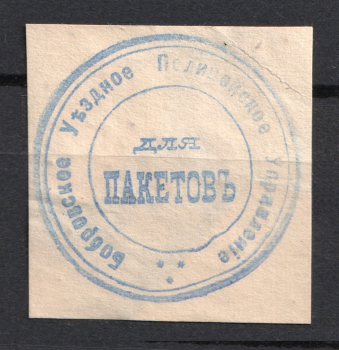 Бобровское Уѣздное Полицейское Управленіе
для
ПАКЕТОВЪ